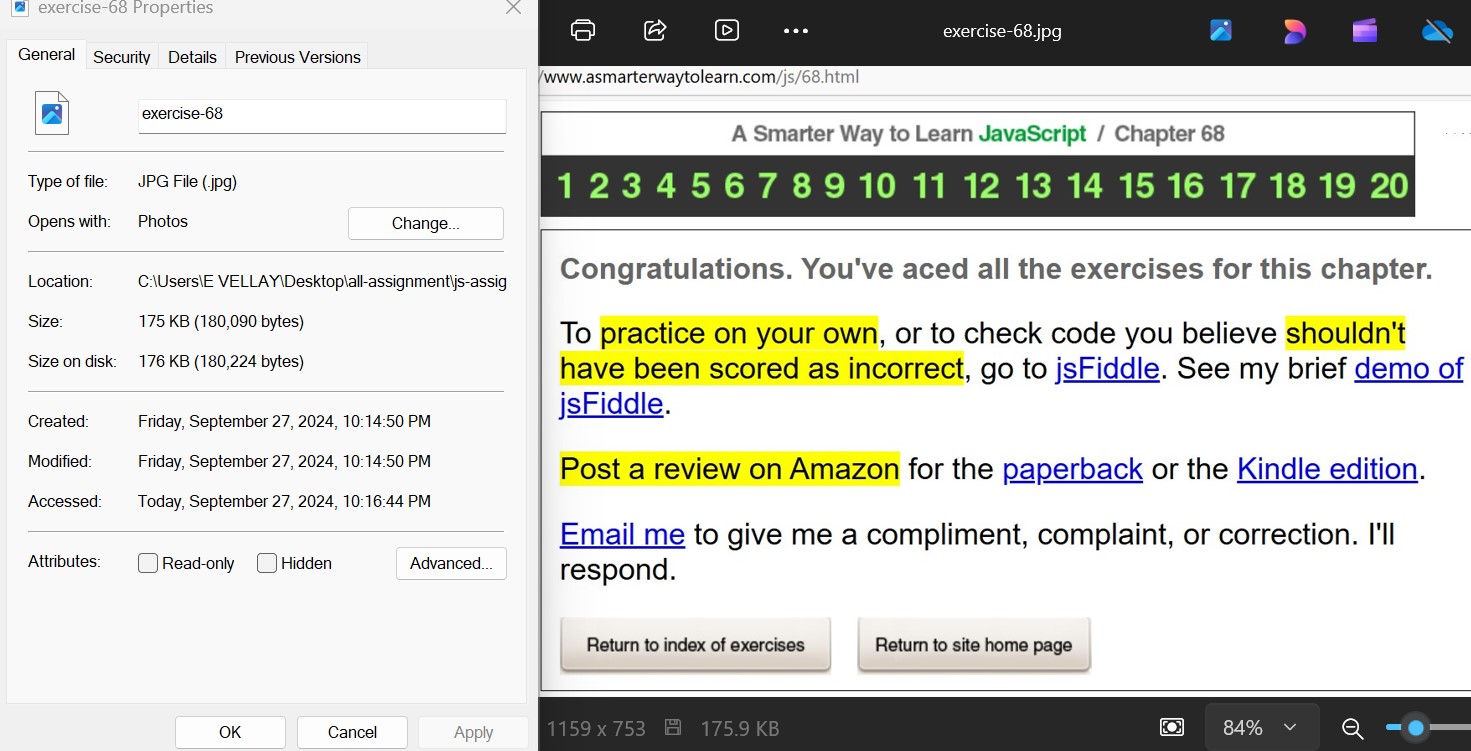 exercise-68 Properties
General Security Details Previous Versions
exercise-68
Type of file: JPG File (.jpg)
Opens with: Photos Change...
Location: C:\Users\E VELLAY\Desktop\all-assignment\js-assig
Size: 175 KB (180,090 bytes)
Size on disk: 176 KB (180,224 bytes)
Created: Friday, September 27, 2024, 10:14:50 PM
Modified: Friday, September 27, 2024, 10:14:50 PM
Accessed: Today, September 27, 2024, 10:16:44 PM
Attributes: Read-only Hidden Advanced...
OK Cancel Apply
exercise-68.jpg
/www.asmarterwaytolearn.com/js/68.html
A Smarter Way to Learn JavaScript / Chapter 68
1 2 3 4 5 6 7 8 9 10 11 12 13 14 15 16 17 18 19 20
Congratulations. You've aced all the exercises for this chapter.
To practice on your own, or to check code you believe shouldn't
have been scored as incorrect, go to jsFiddle. See my brief demo of
jsFiddle.
Post a review on Amazon for the paperback or the Kindle edition.
Email me to give me a compliment, complaint, or correction. I'll
respond.
Return to index of exercises Return to site home page
1159 x 753 175.9 KB 84%